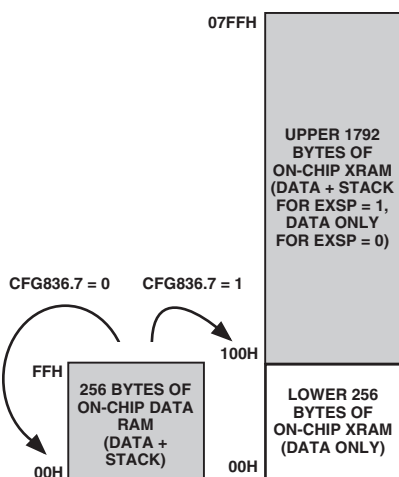 07FFH
UPPER 1792
BYTES OF
ON-CHIP XRAM
(DATA + STACK
FOR EXSP = 1,
DATA ONLY
FOR EXSP = 0)
CFG836.7 = 0
CFG836.7 = 1
100H
FFH
256 BYTES OF
ON-CHIP DATA
RAM
(DATA +
STACK)
00H
LOWER 256
BYTES OF
ON-CHIP XRAM
(DATA ONLY)
00H